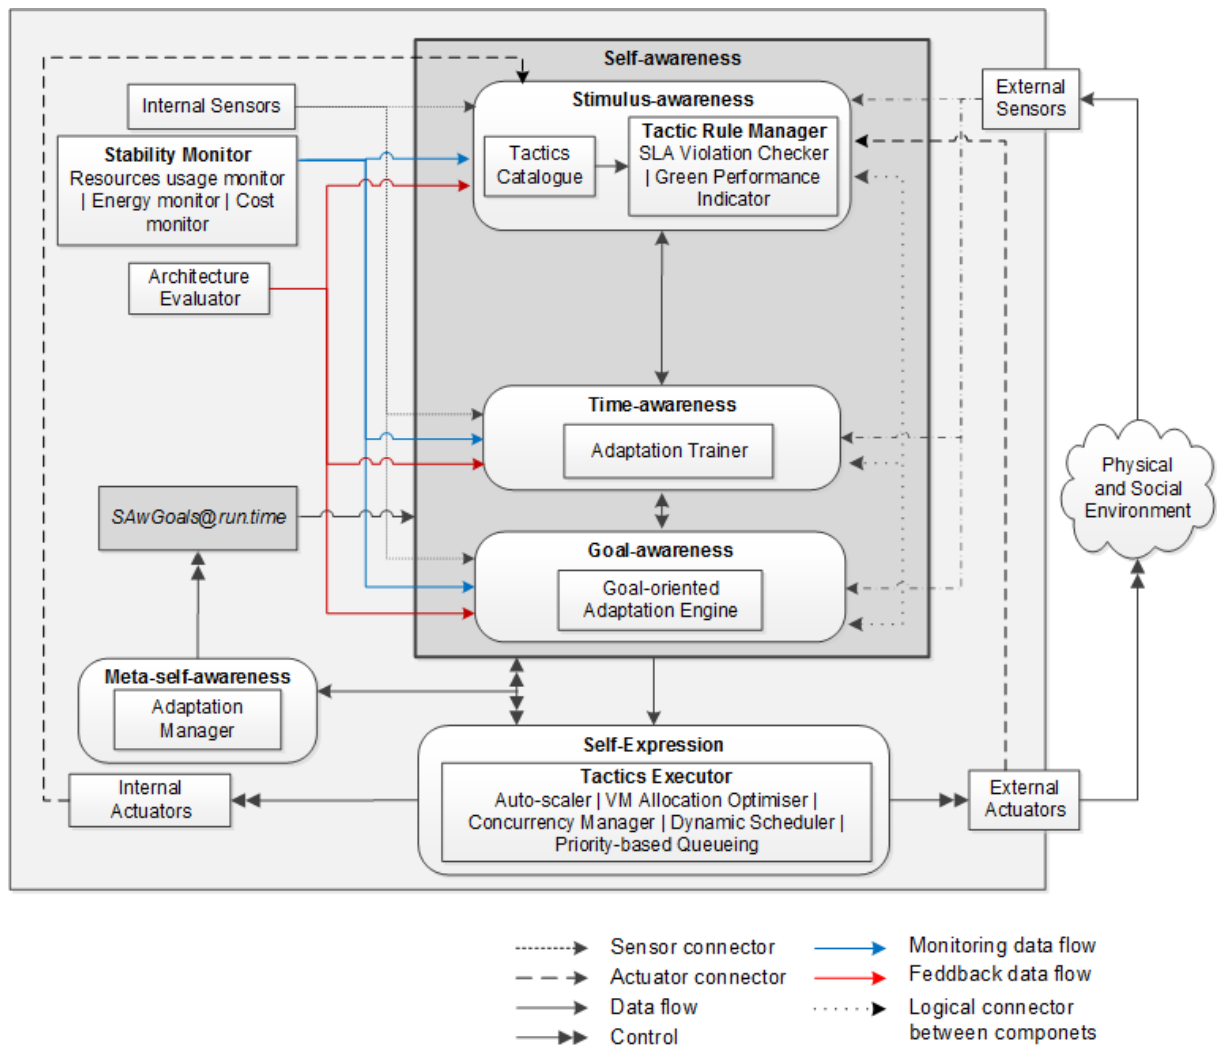 Self-awareness
Internal Sensors
Stimulus-awareness
External
Sensors
Stability Monitor
Resources usage monitor
| Energy monitor | Cost
monitor
Tactics
Catalogue
Tactic Rule Manager
SLA Violation Checker
| Green Performance
Indicator
Architecture
Evaluator
Time-awareness
Adaptation Trainer
Physical
and Social
Environment
SAwGoals@run.time
Goal-awareness
Goal-oriented
Adaptation Engine
Meta-self-awareness
Adaptation
Manager
Self-Expression
Tactics Executor
Auto-scaler | VM Allocation Optimiser |
Concurrency Manager | Dynamic Scheduler |
Priority-based Queueing
Internal
Actuators
External
Actuators
Sensor connector
Actuator connector
Data flow
Control
Monitoring data flow
Feddback data flow
Logical connector
between componets